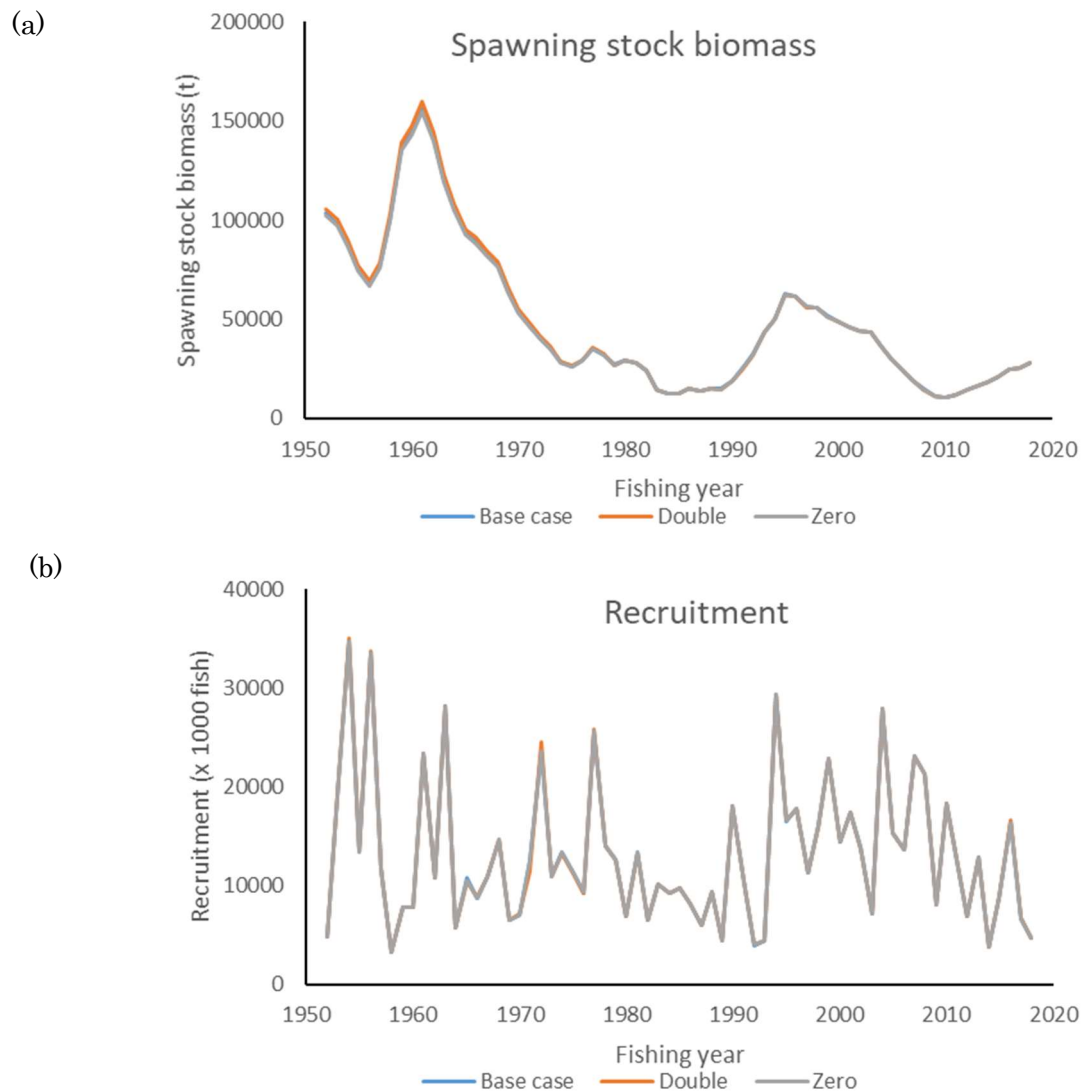 (a)
Spawning stock biomass
Spawning stock biomass (t)
200000
150000
100000
50000
0
1950 1960 1970 1980 1990 2000 2010 2020
Fishing year
Base case Double Zero
(b)
Recruitment
Recruitment (x 1000 fish)
40000
30000
20000
10000
0
1950 1960 1970 1980 1990 2000 2010 2020
Fishing year
Base case Double Zero